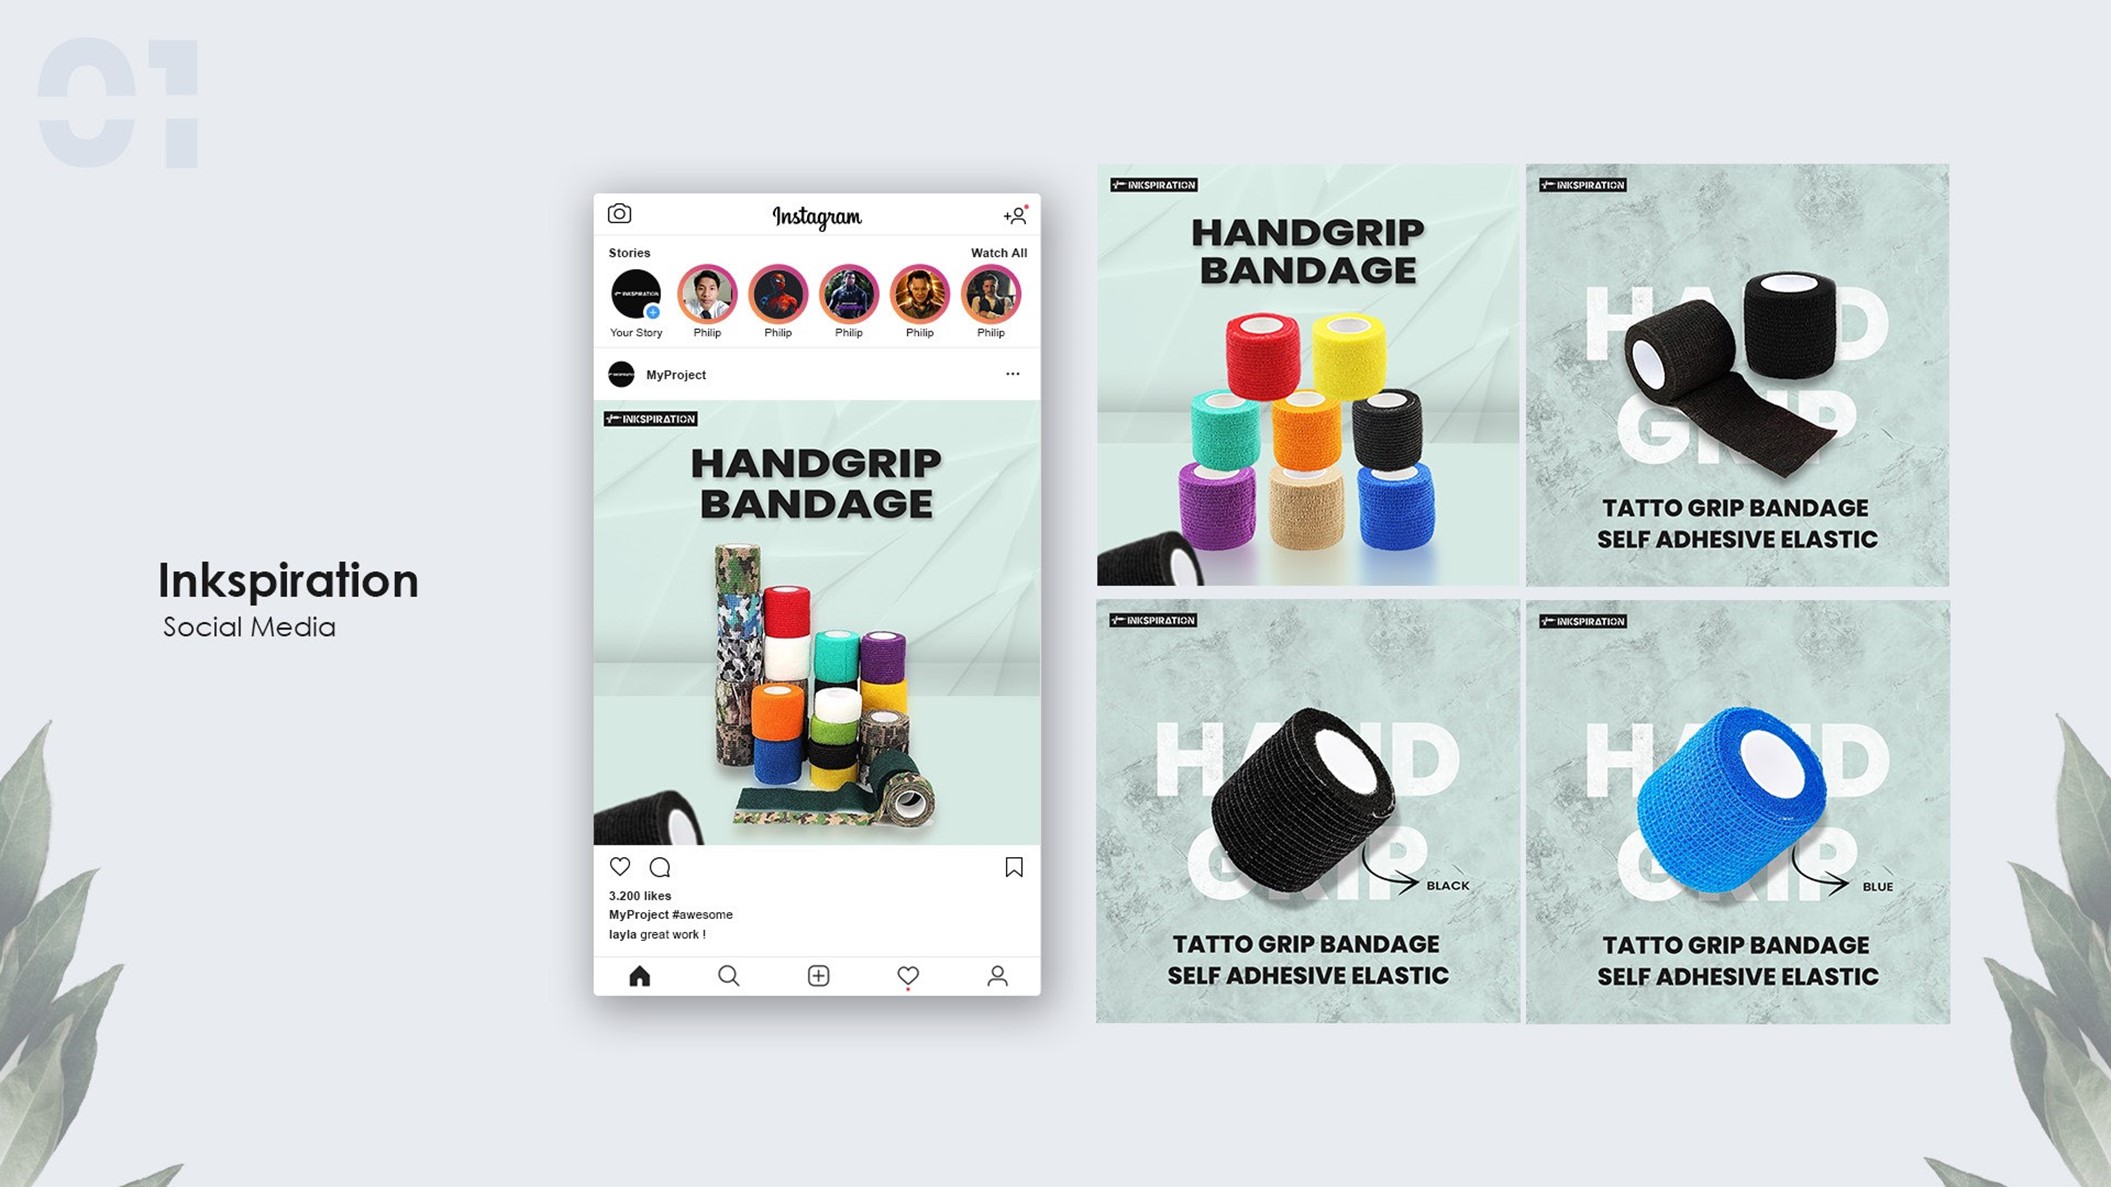 01
Inkspiration
Social Media
Instagram
Stories
Watch All
INKSPIRATION
Your Story
Philip
Philip
Philip
Philip
Philip
MyProject
INKSPIRATION
HANDGRIP
BANDAGE
3.200 likes
MyProject #awesome
layla great work !
INKSPIRATION
HANDGRIP
BANDAGE
INKSPIRATION
HAND
GRIP
TATTO GRIP BANDAGE
SELF ADHESIVE ELASTIC
INKSPIRATION
HAND
GRIP
BLACK
TATTO GRIP BANDAGE
SELF ADHESIVE ELASTIC
INKSPIRATION
HAND
GRIP
BLUE
TATTO GRIP BANDAGE
SELF ADHESIVE ELASTIC